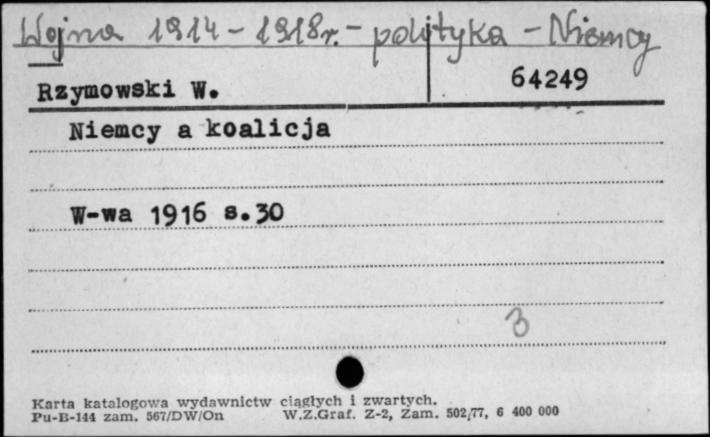 Wojna 1914-1918r. - polityka - Niemcy
Rzymowski W.
64249
Niemcy a koalicja
W-wa 1916 s.30
3
Karta katalogowa wydawnictw ciągłych i zwartych.
Pu-B-144 zam. 567/DW/On W.Z.Graf. Z-2, Zam. 502/77, 6 400 000